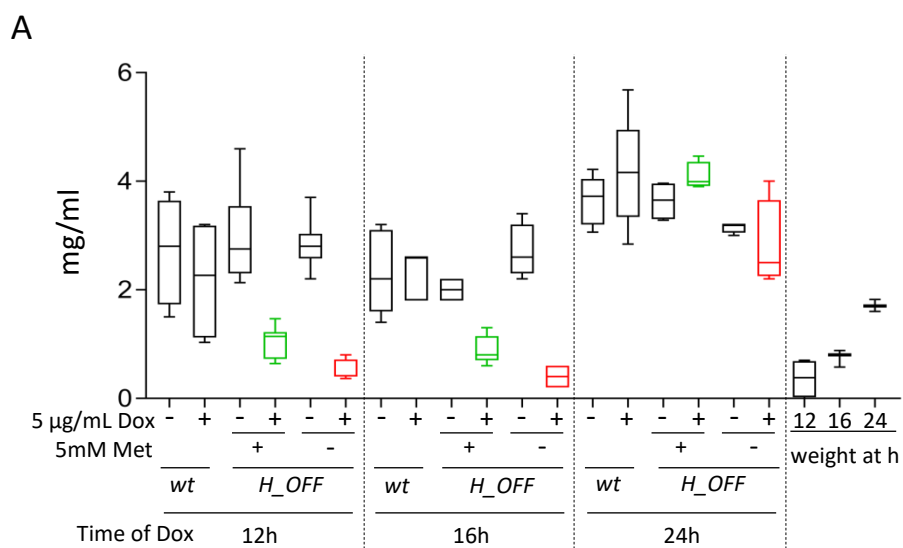 A
6
4
2
0
mg/ml
5 µg/mL Dox - + - + - + - + - + - + - + - + - + 12 16 24
5mM Met + - + - + - weight at h
wt H_OFF wt H_OFF wt H_OFF
Time of Dox 12h 16h 24h